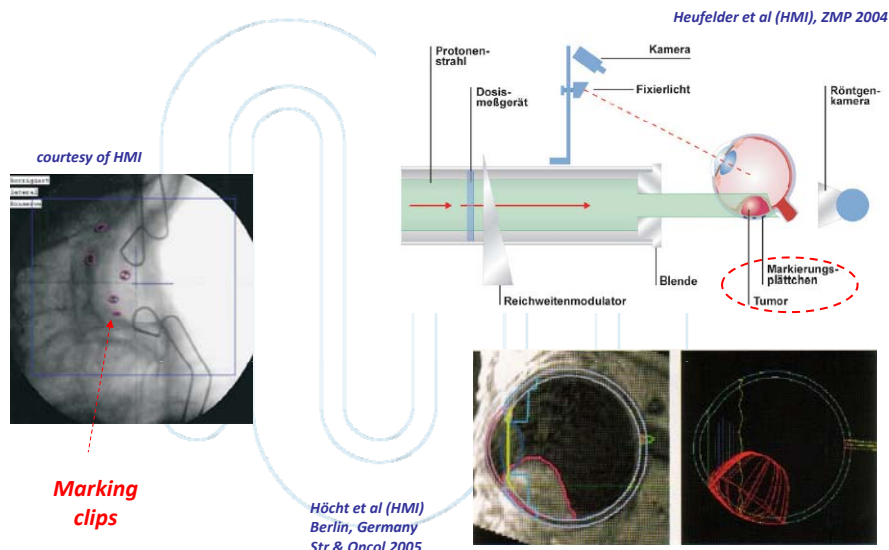 Heufelder et al (HMI), ZMP 2004
Protonen-
strahl
Dosis-
meßgerät
Kamera
Fixierlicht
Röntgen-
kamera
courtesy of HMI
Markierungs-
plättchen
Blende
Tumor
Reichweitenmodulator
Marking
clips
Höcht et al (HMI)
Berlin, Germany
Str & Oncol 2005